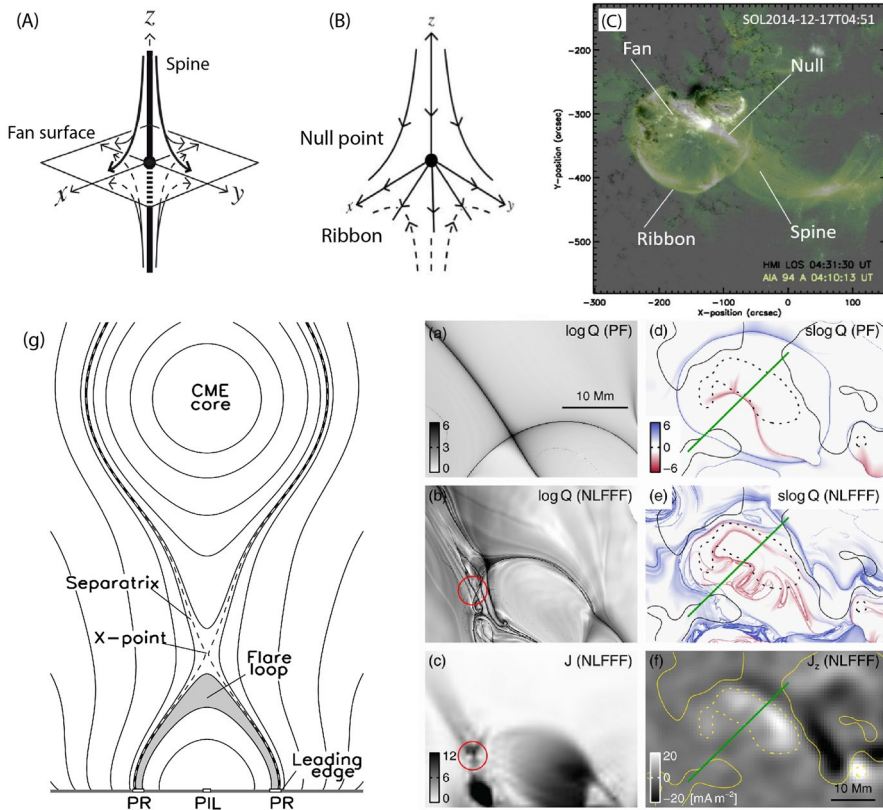 (A)
z
Spine
Fan surface
x
y
(B)
z
Null point
x
y
Ribbon
(C)
SOL2014-12-17T04:51
Fan
Null
Ribbon
Spine
HMI LOS 04:31:30 UT
AIA 94 A 04:10:13 UT
Y-position (arcsec)
-200
-300
-400
-500
-300
-200
-100
0
100
X-position (arcsec)
(g)
CME
core
Separatrix
X-point
Flare
loop
Leading
edge
PR
PIL
PR
(a)
log Q (PF)
10 Mm
6
3
0
(d)
slog Q (PF)
6
0
-6
(b)
log Q (NLFFF)
(e)
slog Q (NLFFF)
(c)
J (NLFFF)
12
6
0
(f)
Jz (NLFFF)
20
0
−20 [mA m−2]
10 Mm